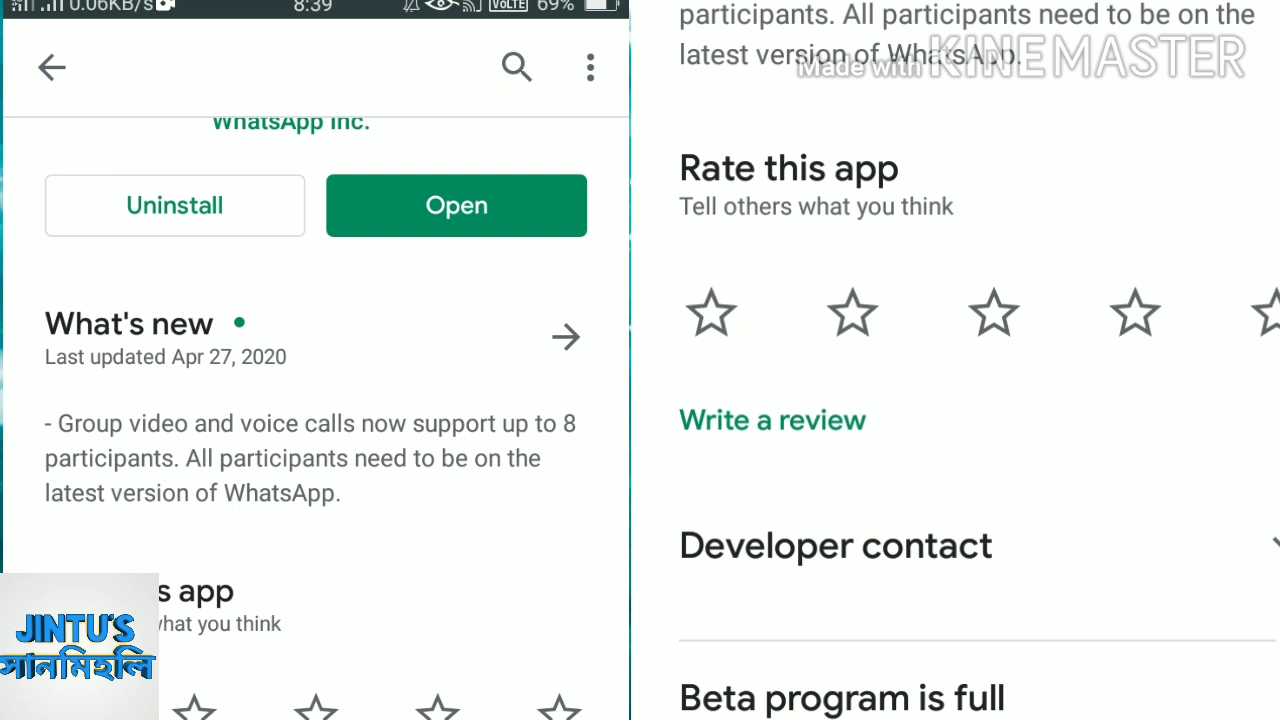 0.06KB/s
8:39
VoLTE
69%
WhatsApp Inc.
Uninstall
Open
What's new
Last updated Apr 27, 2020
- Group video and voice calls now support up to 8
participants. All participants need to be on the
latest version of WhatsApp.
s app
what you think
JINTU'S
সানমিহলি
participants. All participants need to be on the
latest version of WhatsApp.
Made with KINEMASTER
Rate this app
Tell others what you think
Write a review
Developer contact
Beta program is full